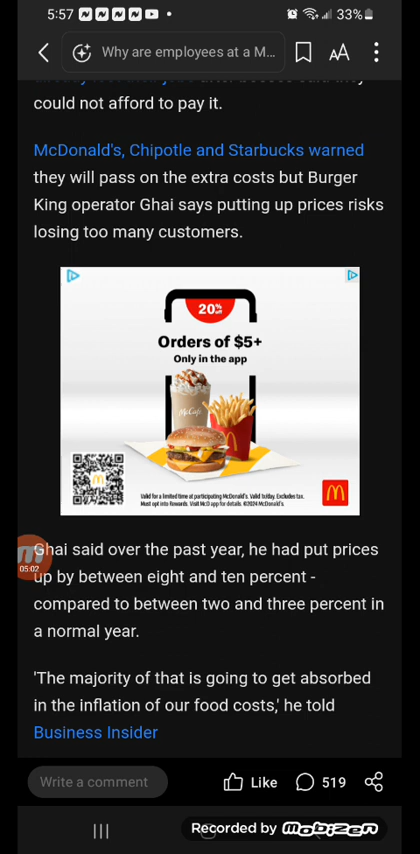 5:57
33%
Why are employees at a M...
AA
could not afford to pay it.
McDonald's, Chipotle and Starbucks warned
they will pass on the extra costs but Burger
King operator Ghai says putting up prices risks
losing too many customers.
20%
off
Orders of $5+
Only in the app
McCafé
Valid for a limited time at participating McDonald's. Valid 1x/day. Excludes tax.
Must opt into Rewards. Visit McD app for details. ©2024 McDonald's
Ghai said over the past year, he had put prices
up by between eight and ten percent -
compared to between two and three percent in
a normal year.
05:02
'The majority of that is going to get absorbed
in the inflation of our food costs,' he told
Business Insider
Write a comment
Like
519
Recorded by mobizen